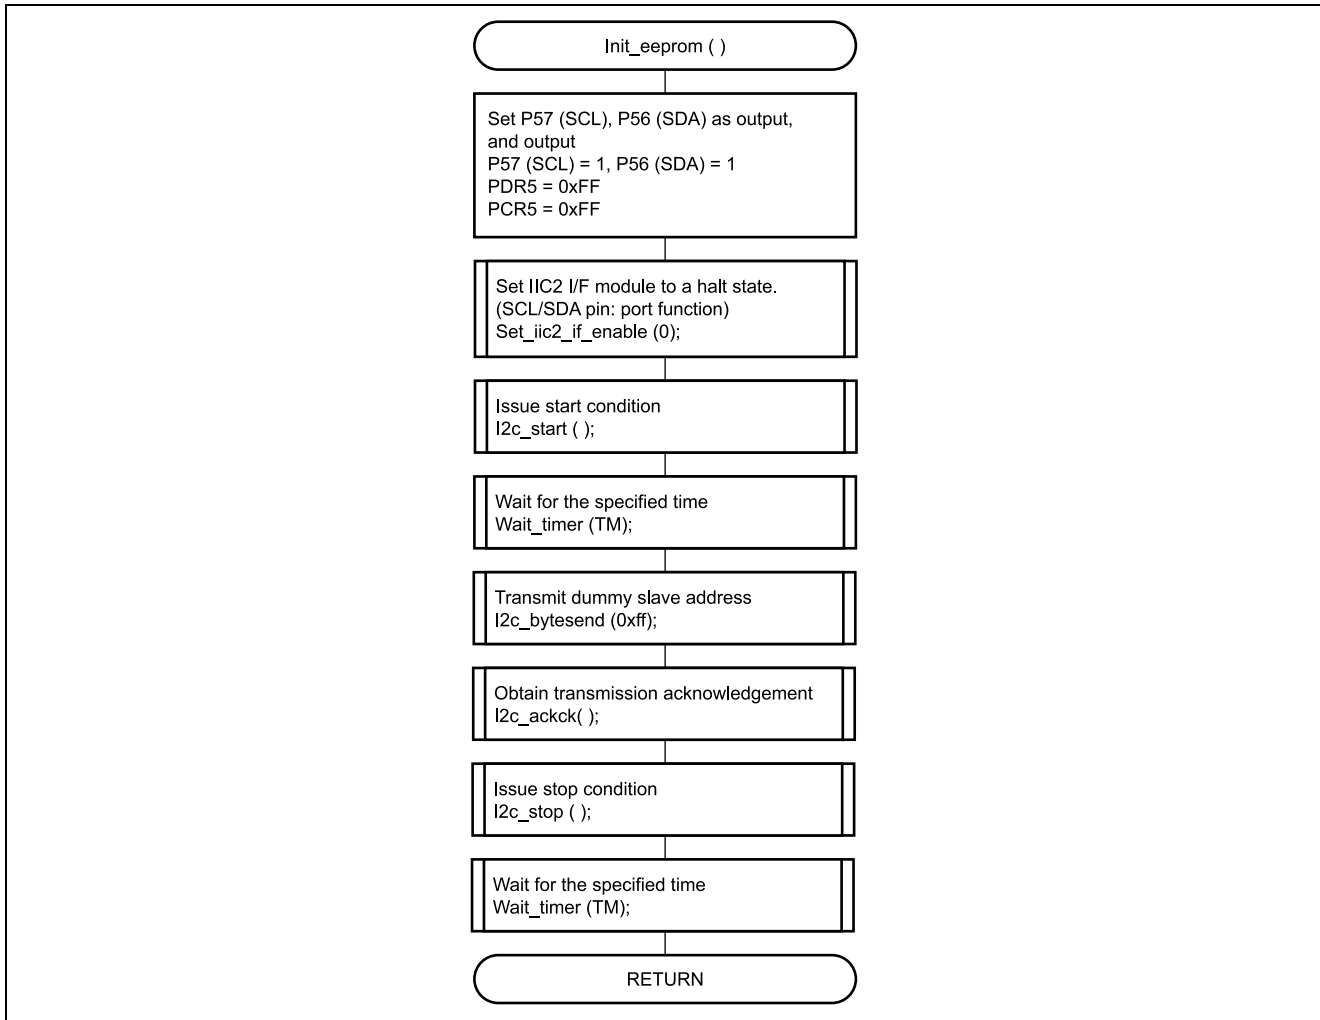 Init_eeprom ( )
Set P57 (SCL), P56 (SDA) as output,
and output
P57 (SCL) = 1, P56 (SDA) = 1
PDR5 = 0xFF
PCR5 = 0xFF
Set IIC2 I/F module to a halt state.
(SCL/SDA pin: port function)
Set_iic2_if_enable (0);
Issue start condition
I2c_start ( );
Wait for the specified time
Wait_timer (TM);
Transmit dummy slave address
I2c_bytesend (0xff);
Obtain transmission acknowledgement
I2c_ackck( );
Issue stop condition
I2c_stop ( );
Wait for the specified time
Wait_timer (TM);
RETURN